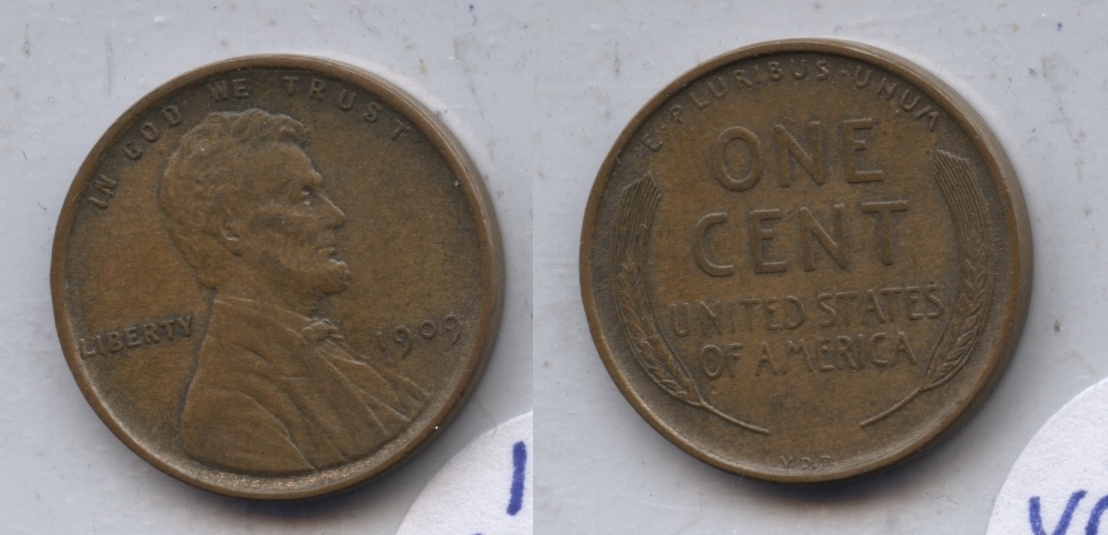 IN GOD WE TRUST
LIBERTY
1909
E·PLURIBUS·UNUM
ONE
CENT
UNITED STATES
OF AMERICA
V.D.B.